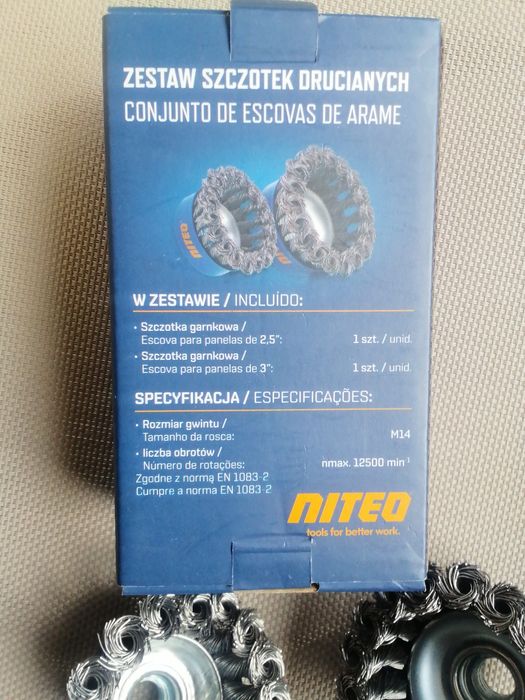 ZESTAW SZCZOTEK DRUCIANYCH
CONJUNTO DE ESCOVAS DE ARAME
NITEO
W ZESTAWIE / INCLUÍDO:
• Szczotka garnkowa /
Escova para panelas de 2,5": 1 szt. / unid.
• Szczotka garnkowa /
Escova para panelas de 3": 1 szt. / unid.
SPECYFIKACJA / ESPECIFICAÇÕES:
• Rozmiar gwintu /
Tamanho da rosca: M14
• liczba obrotów /
Número de rotações: nmax. 12500 min⁻¹
Zgodne z normą EN 1083-2
Cumpre a norma EN 1083-2
NITEO
tools for better work.